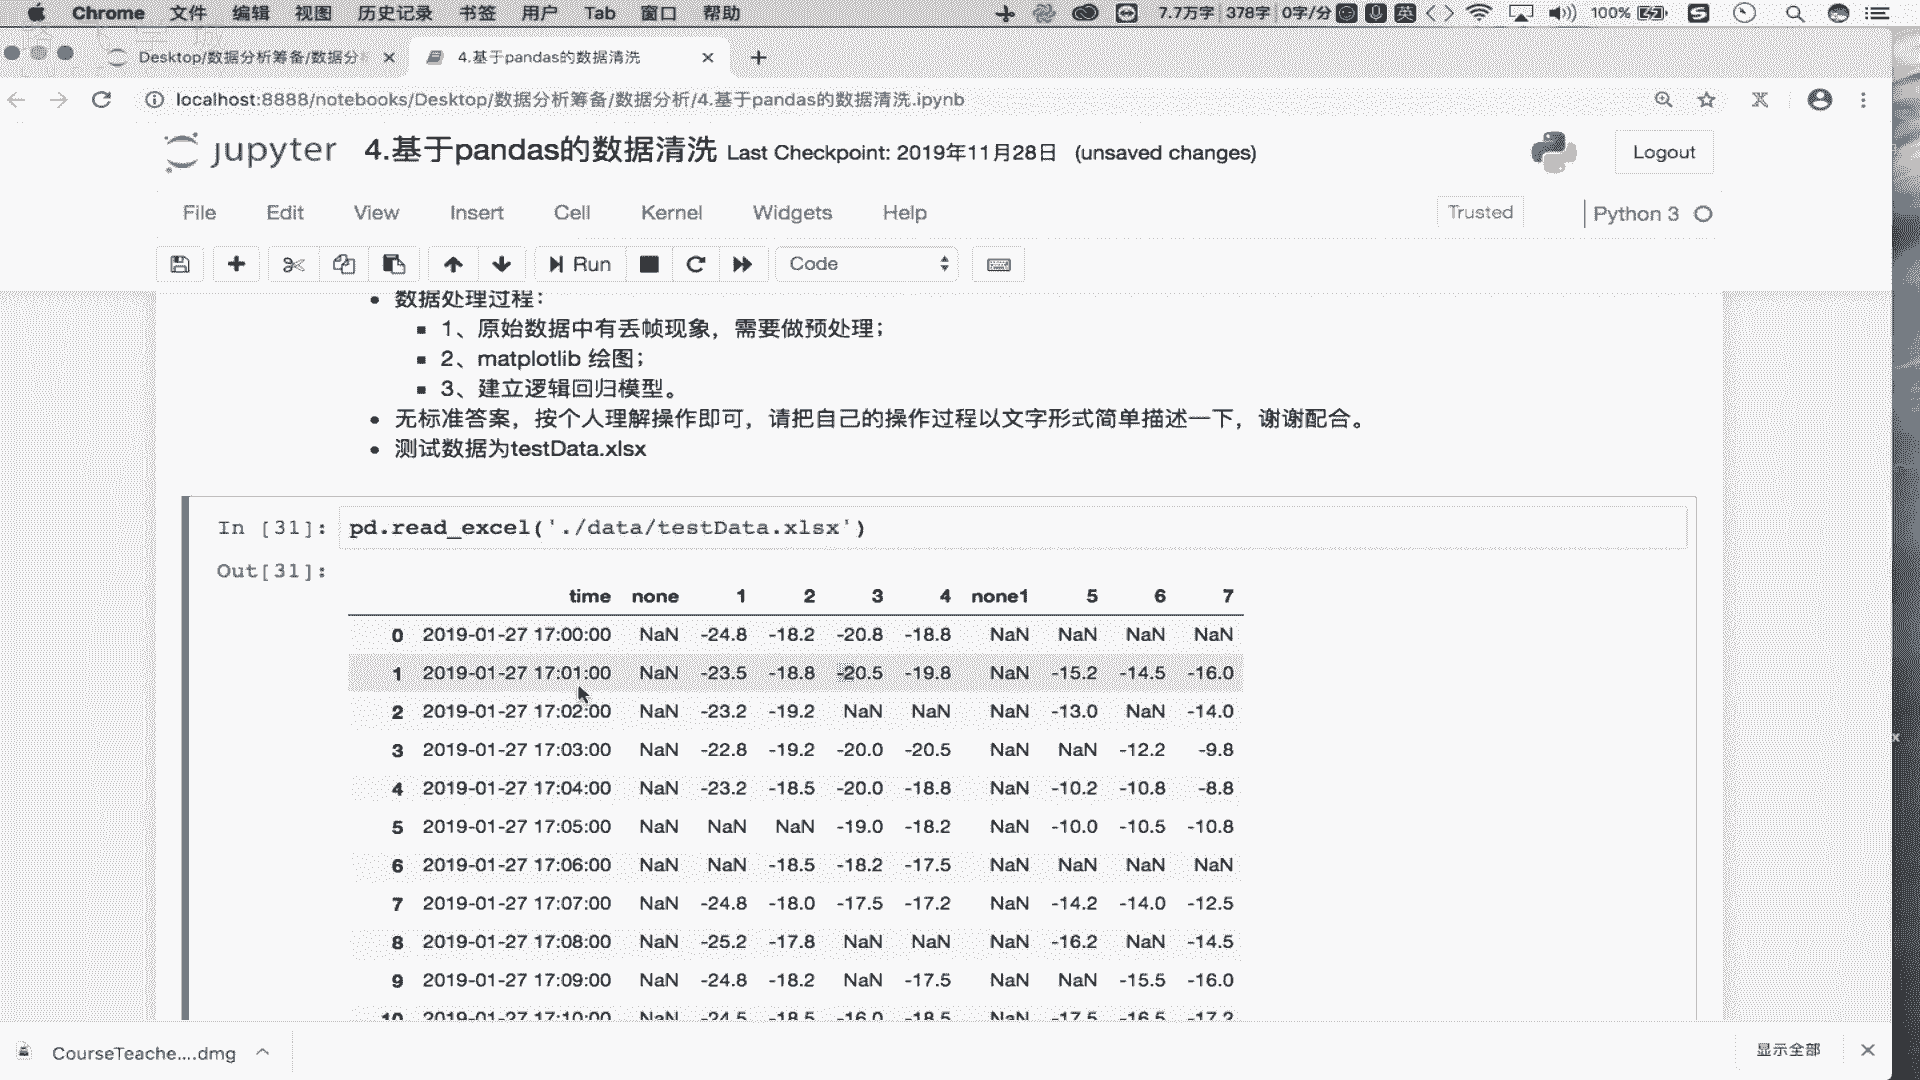 Chrome 文件 编辑 视图 历史记录 书签 用户 Tab 窗口 帮助 7.7万字 378字 0字/分 英 100%
Desktop/数据分析筹备/数据分 4.基于pandas的数据清洗
localhost:8888/notebooks/Desktop/数据分析筹备/数据分析/4.基于pandas的数据清洗.ipynb
jupyter 4.基于pandas的数据清洗 Last Checkpoint: 2019年11月28日 (unsaved changes) Logout
File Edit View Insert Cell Kernel Widgets Help Trusted Python 3
Run Code
数据处理过程：
1、原始数据中有丢帧现象，需要做预处理；
2、matplotlib 绘图；
3、建立逻辑回归模型。
无标准答案，按个人理解操作即可，请把自己的操作过程以文字形式简单描述一下，谢谢配合。
测试数据为testData.xlsx
In [31]: pd.read_excel('./data/testData.xlsx')
Out[31]:
time none 1 2 3 4 none1 5 6 7
0 2019-01-27 17:00:00 NaN -24.8 -18.2 -20.8 -18.8 NaN NaN NaN NaN
1 2019-01-27 17:01:00 NaN -23.5 -18.8 -20.5 -19.8 NaN -15.2 -14.5 -16.0
2 2019-01-27 17:02:00 NaN -23.2 -19.2 NaN NaN NaN -13.0 NaN -14.0
3 2019-01-27 17:03:00 NaN -22.8 -19.2 -20.0 -20.5 NaN NaN -12.2 -9.8
4 2019-01-27 17:04:00 NaN -23.2 -18.5 -20.0 -18.8 NaN -10.2 -10.8 -8.8
5 2019-01-27 17:05:00 NaN NaN NaN -19.0 -18.2 NaN -10.0 -10.5 -10.8
6 2019-01-27 17:06:00 NaN NaN -18.5 -18.2 -17.5 NaN NaN NaN NaN
7 2019-01-27 17:07:00 NaN -24.8 -18.0 -17.5 -17.2 NaN -14.2 -14.0 -12.5
8 2019-01-27 17:08:00 NaN -25.2 -17.8 NaN NaN NaN -16.2 NaN -14.5
9 2019-01-27 17:09:00 NaN -24.8 -18.2 NaN -17.5 NaN NaN -15.5 -16.0
10 2019-01-27 17:10:00 NaN -24.5 -18.5 -16.0 -18.5 NaN -17.5 -16.5 -17.2
CourseTeache....dmg 显示全部